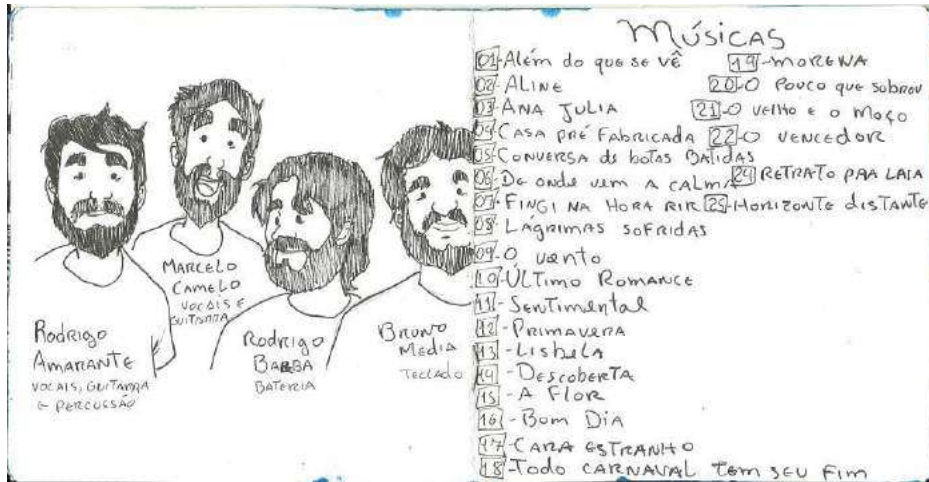 Rodrigo
Amarante
vocais, guitarra
e percussão
Marcelo
Camelo
vocais e
guitarra
Rodrigo
Barba
Bateria
Bruno
Media
Teclado
Músicas
01-Além do que se vê
02-ALINE
03-ANA JULIA
04-CASA PRÉ FABRICADA
05-CONVERSA ds botas BATIDAS
06-De onde vem A CALMA
07-FINGI NA HORA RIR
08-LÁGRIMAS SOFRIDAS
09-O vento
10-ÚLTIMO ROMANCE
11-Sentimental
12-PRIMAVERA
13-Lisbela
14-DESCOBERTA
15-A FLOR
16-BOM DIA
17-CARA ESTRANHO
18-Todo CARNAVAL TEM SEU FIM
19-MORENA
20-O POUCO que sobrou
21-O velho e o Moço
22-O VENCEDOR
24 RETRATO PRA LAIA
25-HORIZONTE distante